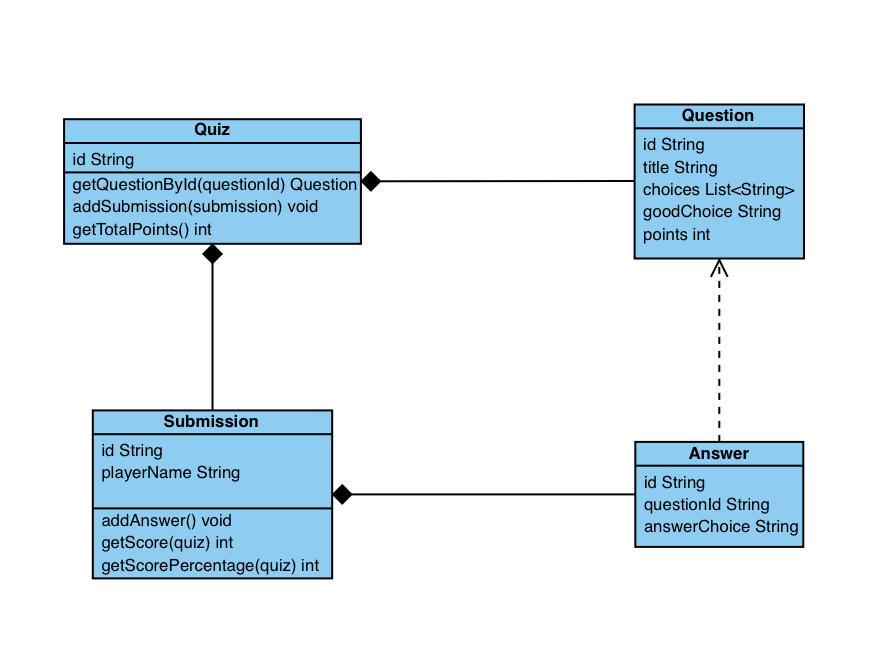 Quiz
id String
getQuestionById(questionId) Question
addSubmission(submission) void
getTotalPoints() int
Question
id String
title String
choices List<String>
goodChoice String
points int
Submission
id String
playerName String
addAnswer() void
getScore(quiz) int
getScorePercentage(quiz) int
Answer
id String
questionId String
answerChoice String